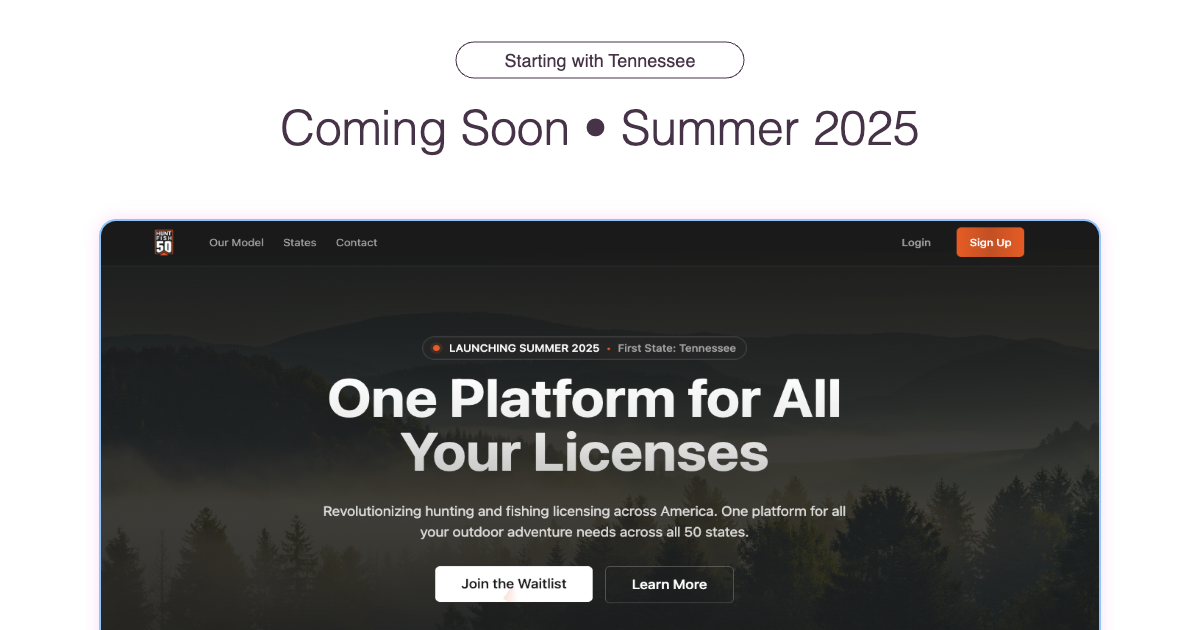 Starting with Tennessee
Coming Soon • Summer 2025
HUNT
FISH
50
Our Model
States
Contact
Login
Sign Up
LAUNCHING SUMMER 2025 • First State: Tennessee
One Platform for All
Your Licenses
Revolutionizing hunting and fishing licensing across America. One platform for all
your outdoor adventure needs across all 50 states.
Join the Waitlist
Learn More